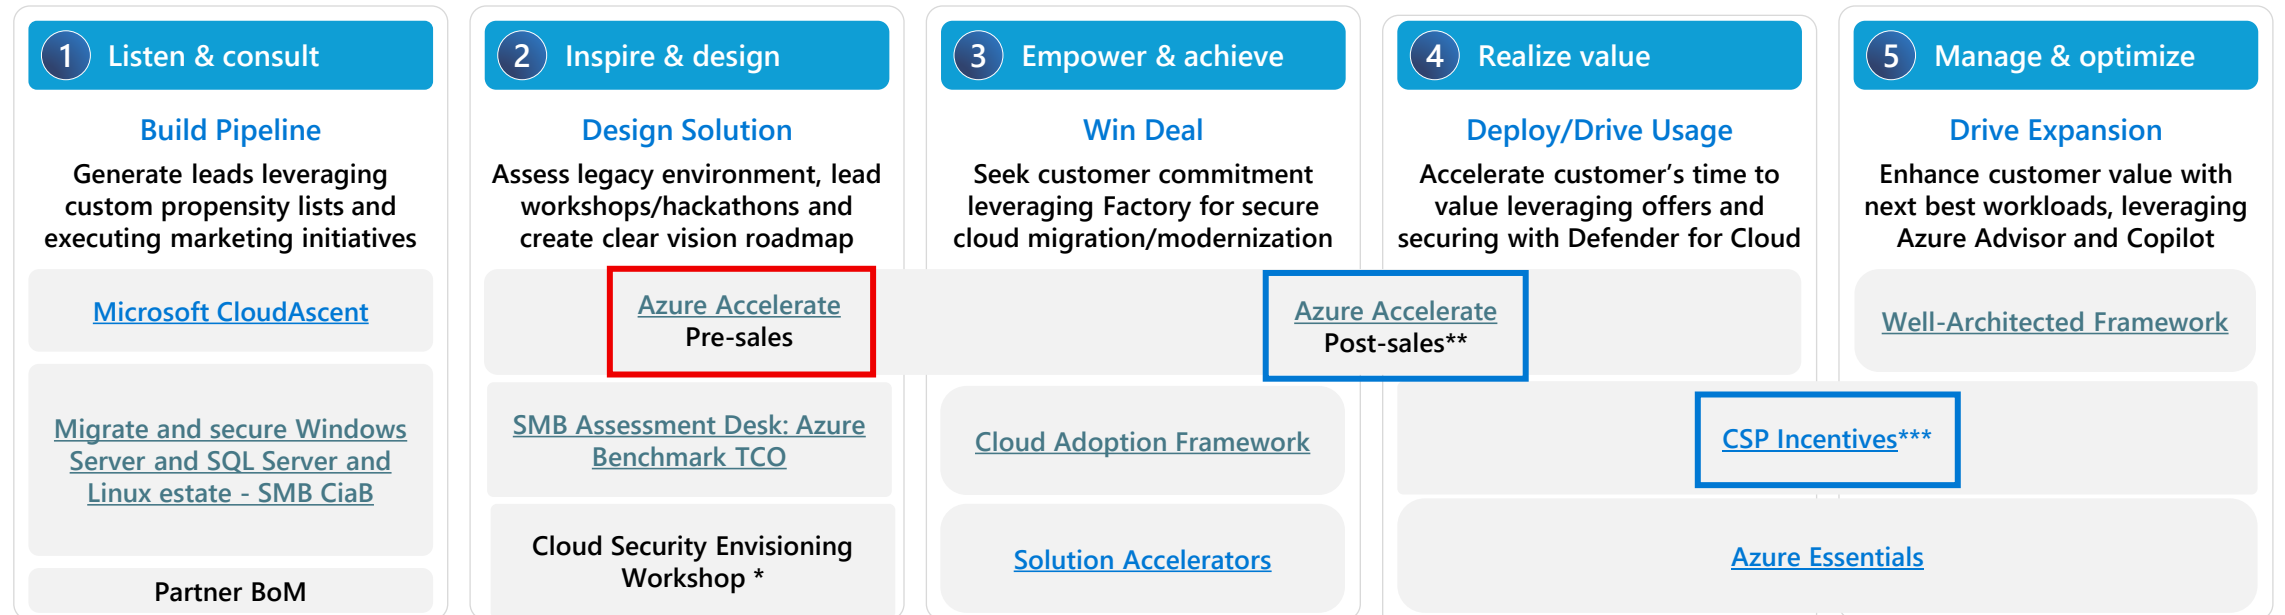 1 Listen & consult
Build Pipeline
Generate leads leveraging
custom propensity lists and
executing marketing initiatives
Microsoft CloudAscent
Migrate and secure Windows
Server and SQL Server and
Linux estate - SMB CiaB
Partner BoM
2 Inspire & design
Design Solution
Assess legacy environment, lead
workshops/hackathons and
create clear vision roadmap
Azure Accelerate
Pre-sales
SMB Assessment Desk: Azure
Benchmark TCO
Cloud Security Envisioning
Workshop *
3 Empower & achieve
Win Deal
Seek customer commitment
leveraging Factory for secure
cloud migration/modernization
Azure Accelerate
Post-sales**
Cloud Adoption Framework
Solution Accelerators
4 Realize value
Deploy/Drive Usage
Accelerate customer’s time to
value leveraging offers and
securing with Defender for Cloud
CSP Incentives***
Azure Essentials
5 Manage & optimize
Drive Expansion
Enhance customer value with
next best workloads, leveraging
Azure Advisor and Copilot
Well-Architected Framework